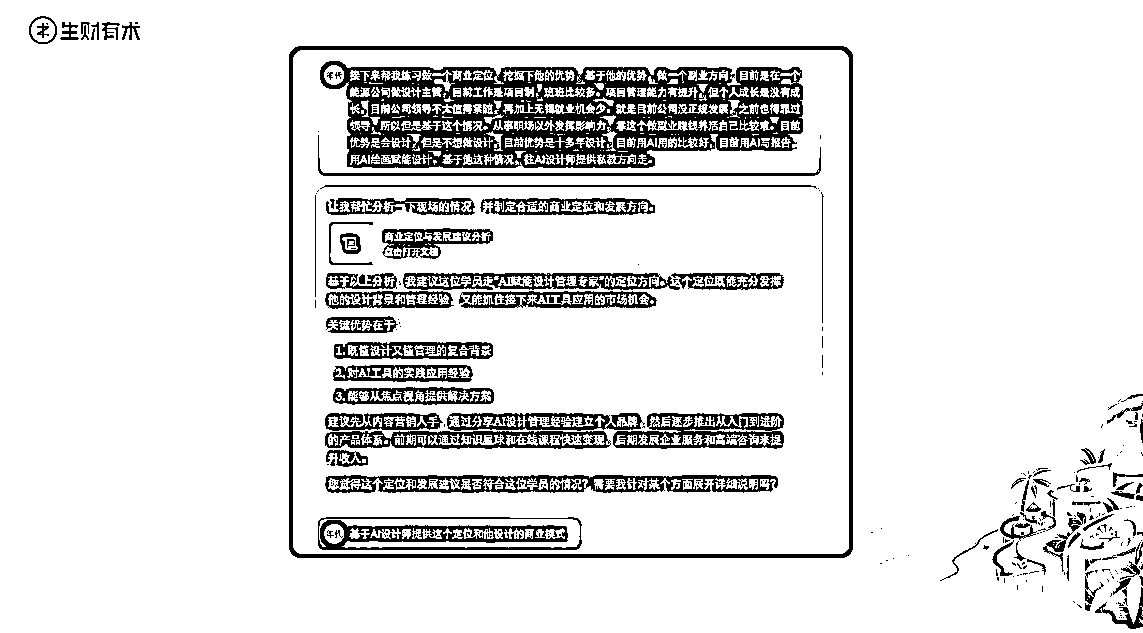 生财有术
年代
接下来帮我练习做一个商业定位，挖掘下他的优势，基于他的优势，做一个副业方向，目前是在一个
能源公司做设计主管，目前工作是项目制，班班比较多，项目管理能力有提升，但个人成长是没有成
长，目前公司领导不太值得靠谱，再加上无锡就业机会少，就是目前公司没正规发展，之前也得罪过
领导，所以但是基于这个情况，从事职场以外发挥影响力，靠这个做副业赚钱养活自己比较难。目前
优势是会设计，但是不想做设计，目前优势是十多年设计，目前用AI用的比较好，目前用AI写报告，
用AI绘画赋能设计。基于他这种情况，往AI设计师提供私教方向走。
让我帮忙分析一下现场的情况，并制定合适的商业定位和发展方向。
商业定位与发展建议分析
点击打开文档
基于以上分析，我建议这位学员走“AI赋能设计管理专家”的定位方向。这个定位既能充分发挥
他的设计背景和管理经验，又能抓住接下来AI工具应用的市场机会。
关键优势在于：
1. 既懂设计又懂管理的复合背景
2. 对AI工具的实践应用经验
3. 能够从焦点视角提供解决方案
建议先从内容营销入手，通过分享AI设计管理经验建立个人品牌，然后逐步推出从入门到进阶
的产品体系。前期可以通过知识星球和在线课程快速变现，后期发展企业服务和高端咨询来提
升收入。
您觉得这个定位和发展建议是否符合这位学员的情况？需要我针对某个方面展开详细说明吗？
年代
基于AI设计师提供这个定位和他设计的商业模式